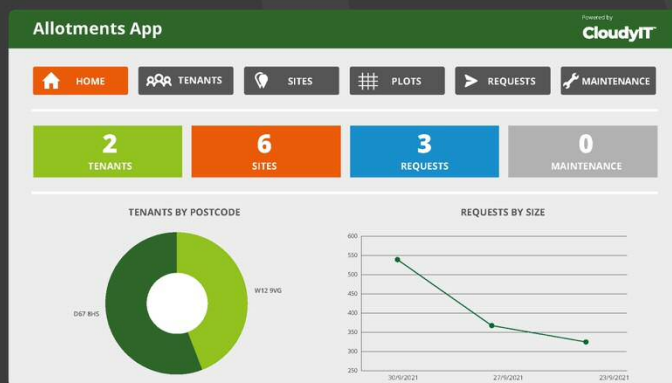 Powered by
Allotments App
CloudyIT
HOME
TENANTS
SITES
PLOTS
REQUESTS
MAINTENANCE
2
6
3
0
TENANTS
SITES
REQUESTS
MAINTENANCE
TENANTS BY POSTCODE
REQUESTS BY SIZE
W12 9VG
D67 8HS
600
550
500
450
400
350
300
250
30/9/2021
27/9/2021
23/9/2021